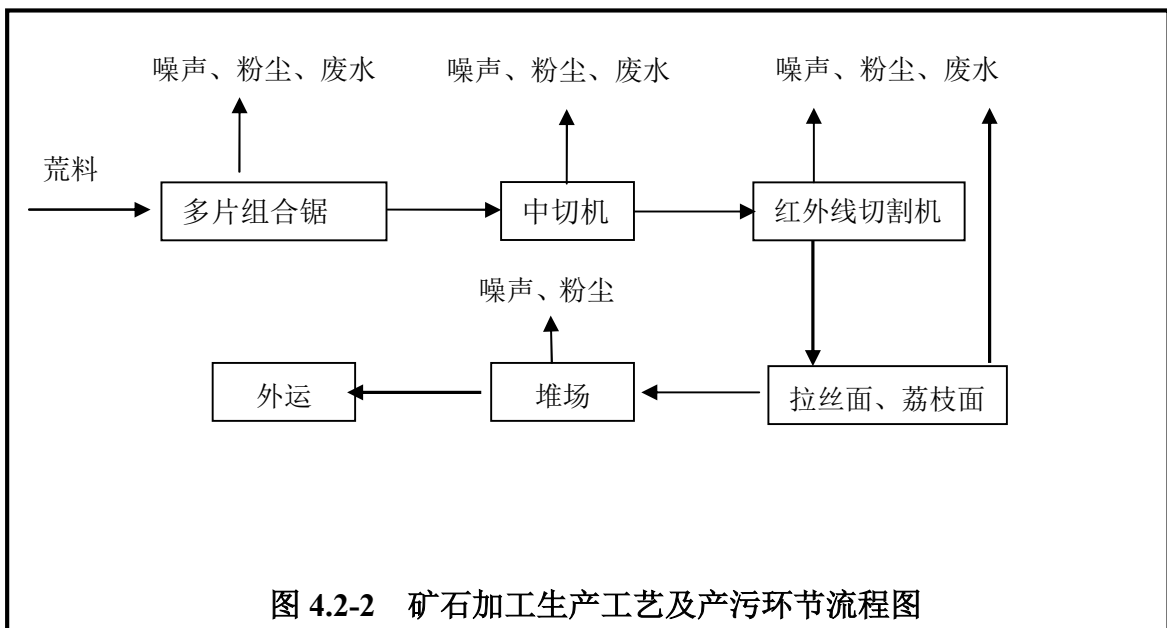 噪声、粉尘、废水
噪声、粉尘、废水
噪声、粉尘、废水
荒料
多片组合锯
中切机
红外线切割机
噪声、粉尘
外运
堆场
拉丝面、荔枝面
图 4.2-2 矿石加工生产工艺及产污环节流程图